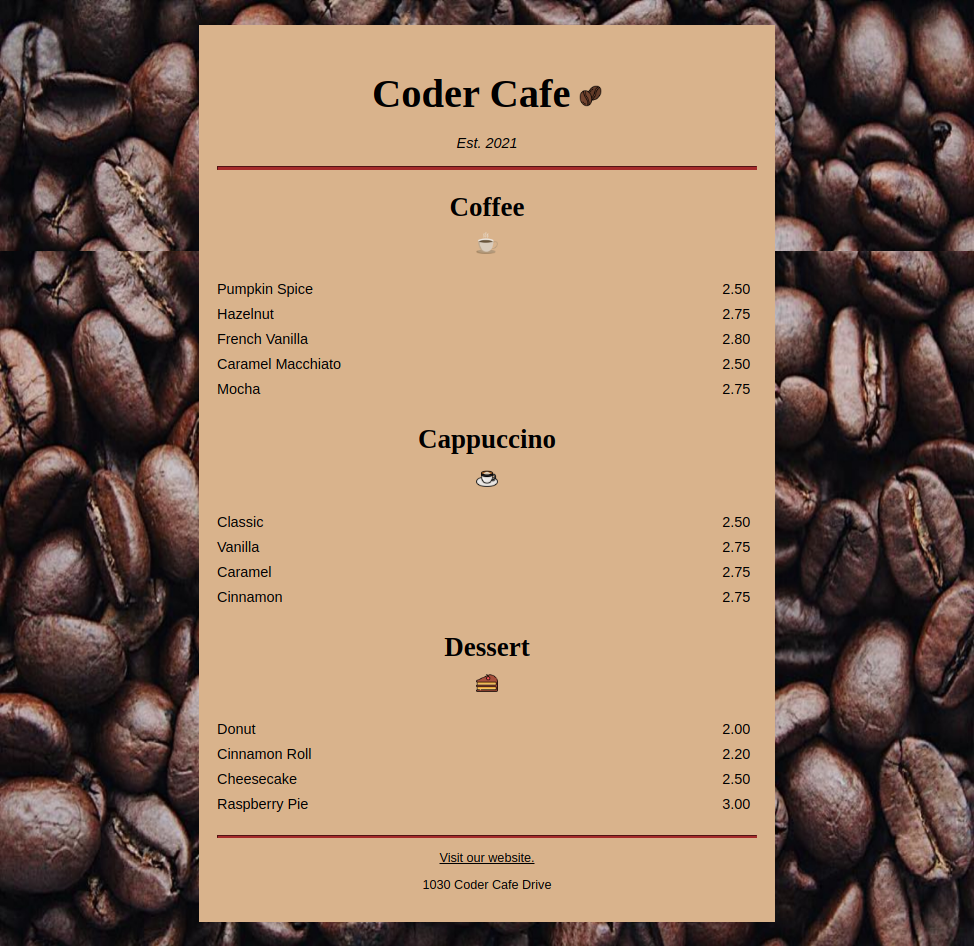 Coder Cafe
Est. 2021
Coffee
Pumpkin Spice 2.50
Hazelnut 2.75
French Vanilla 2.80
Caramel Macchiato 2.50
Mocha 2.75
Cappuccino
Classic 2.50
Vanilla 2.75
Caramel 2.75
Cinnamon 2.75
Dessert
Donut 2.00
Cinnamon Roll 2.20
Cheesecake 2.50
Raspberry Pie 3.00
Visit our website.
1030 Coder Cafe Drive